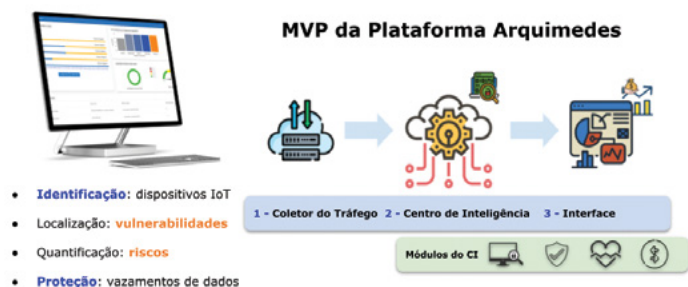 MVP da Plataforma Arquimedes
• Identificação: dispositivos IoT
• Localização: vulnerabilidades
• Quantificação: riscos
• Proteção: vazamentos de dados
1 - Coletor do Tráfego 2 - Centro de Inteligência 3 - Interface
Módulos do CI